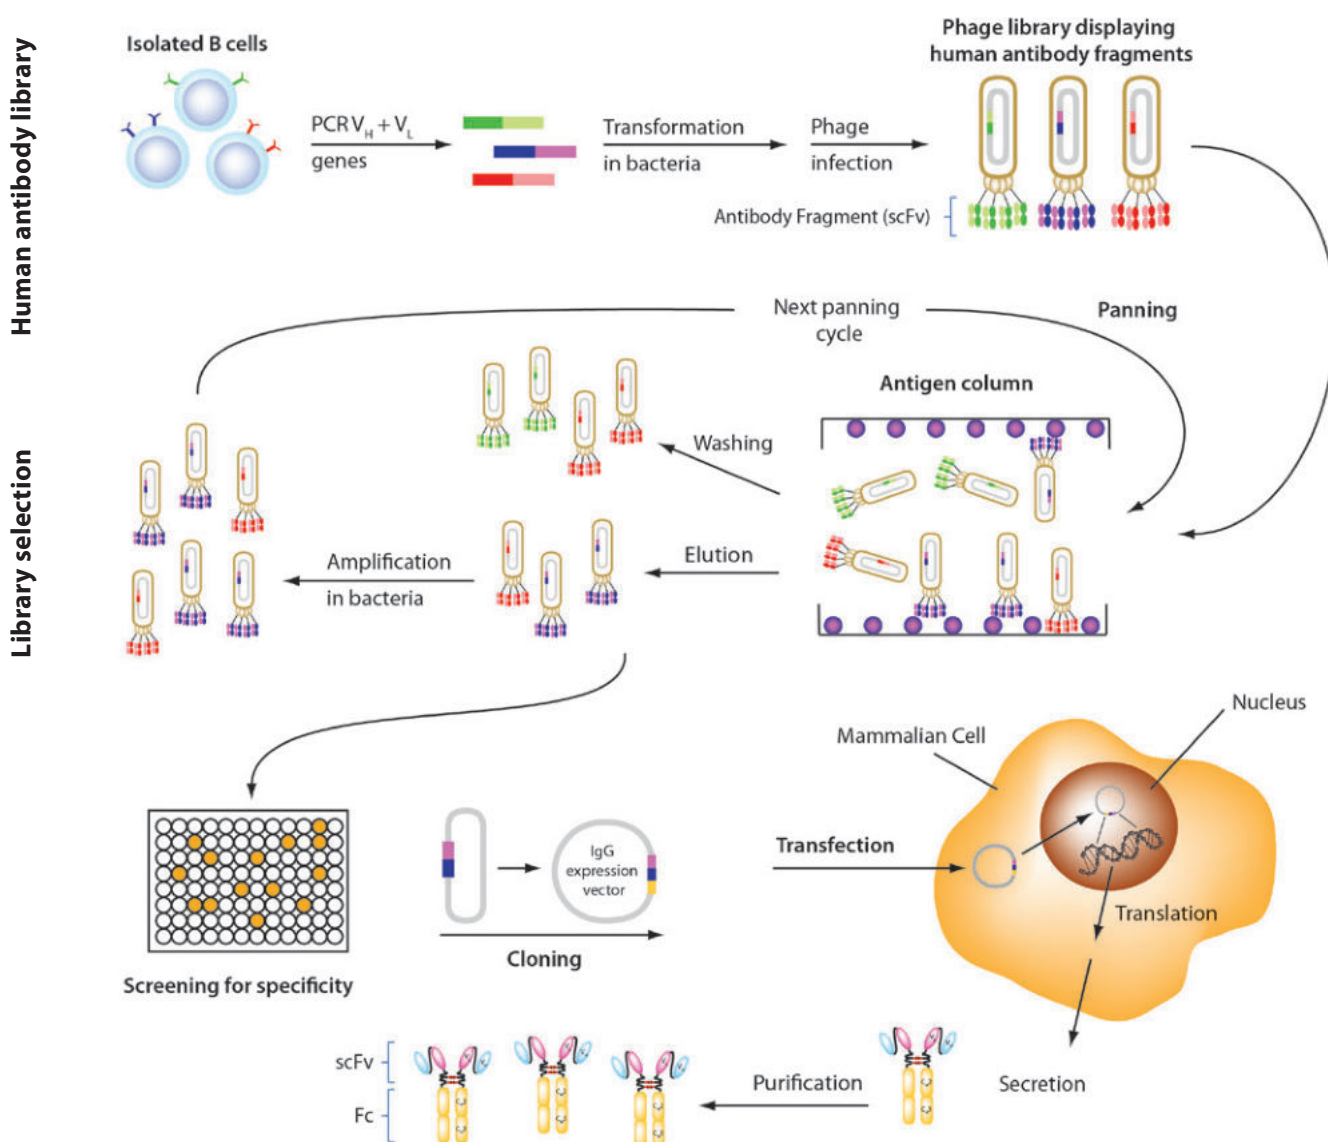 Human antibody library
Isolated B cells
PCR V_H + V_L
genes
Transformation
in bacteria
Phage
infection
Phage library displaying
human antibody fragments
Antibody Fragment (scFv)
Library selection
Next panning
cycle
Panning
Antigen column
Washing
Elution
Amplification
in bacteria
Screening for specificity
IgG
expression
vector
Cloning
Transfection
Mammalian Cell
Nucleus
Translation
Secretion
Purification
scFv
Fc